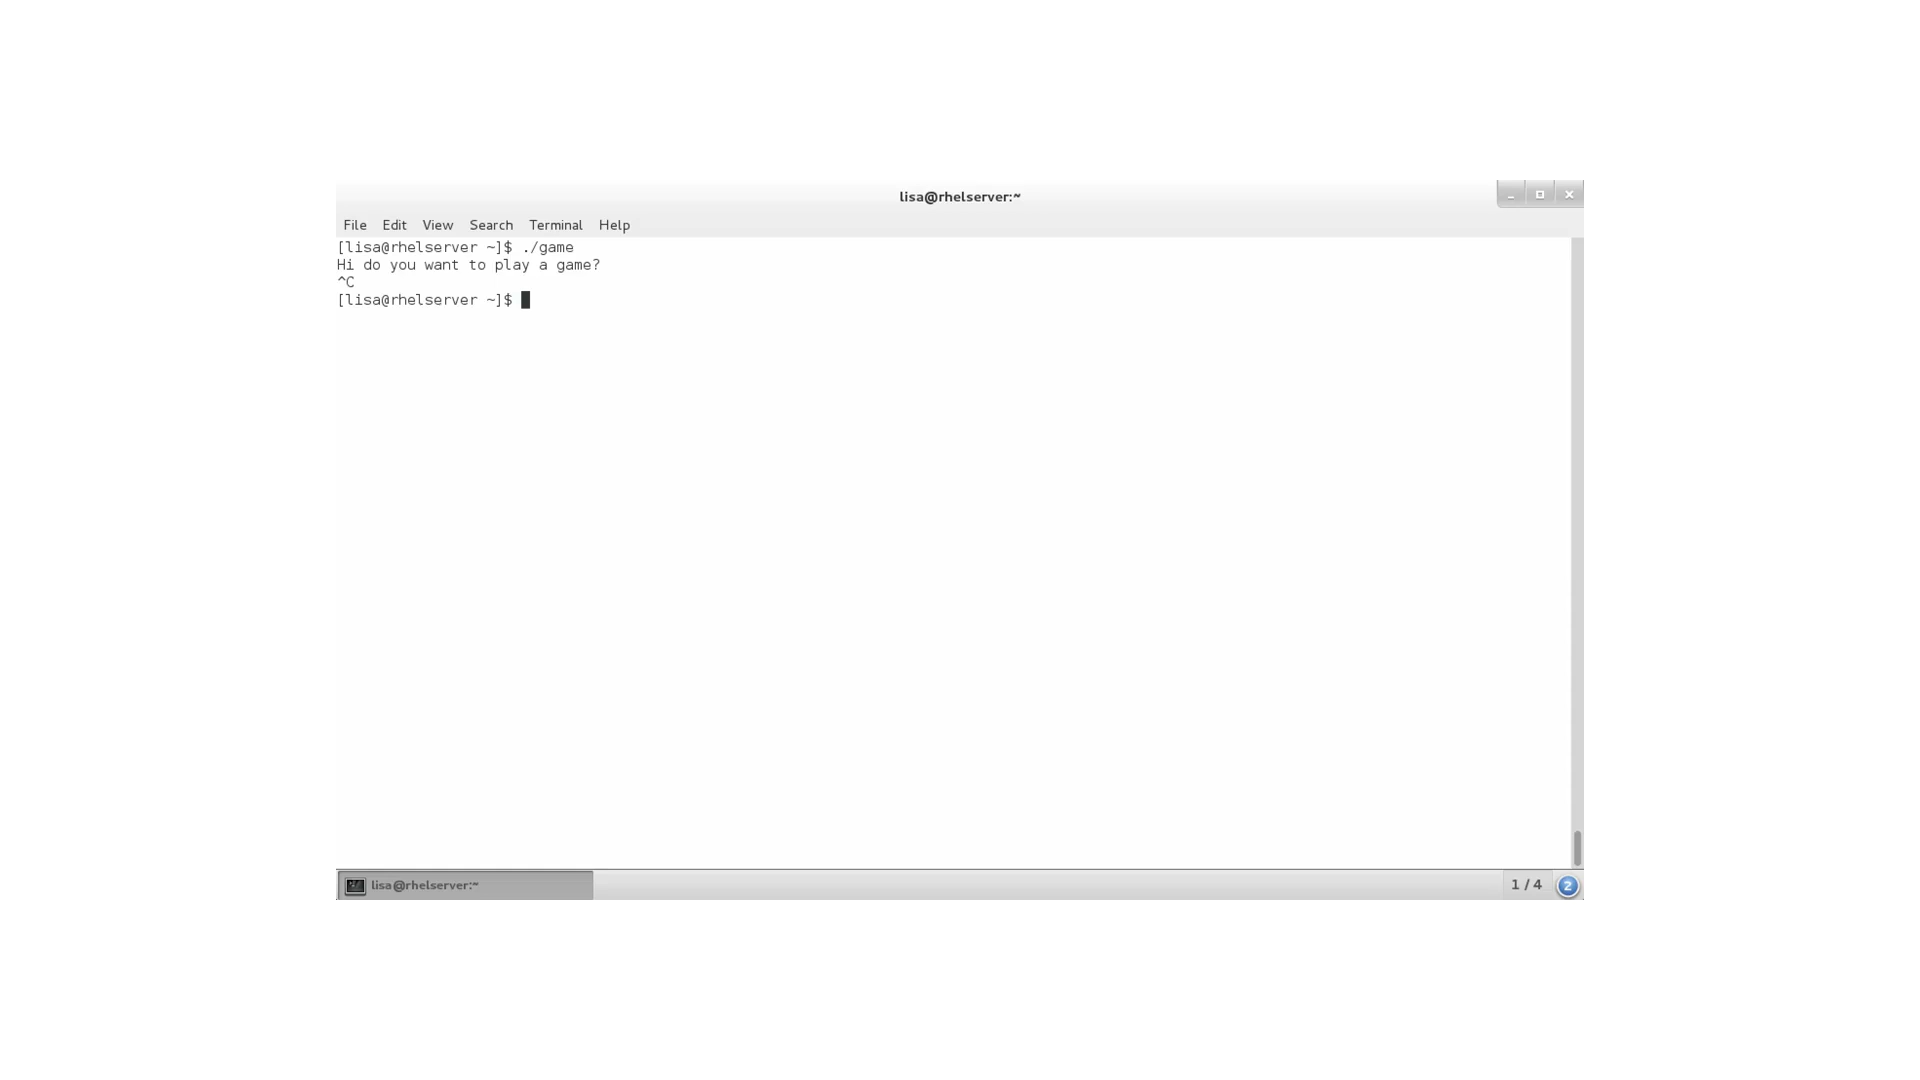 lisa@rhelserver:~
File Edit View Search Terminal Help
[lisa@rhelserver ~]$ ./game
Hi do you want to play a game?
^C
[lisa@rhelserver ~]$
lisa@rhelserver:~
1 / 4
2